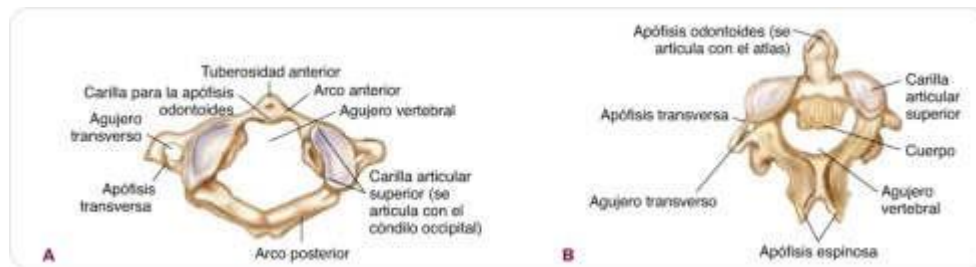 Tuberosidad anterior
Carilla para la apófisis
odontoides
Arco anterior
Agujero vertebral
Agujero
transverso
Apófisis
transversa
Carilla articular
superior (se
articula con el
cóndilo occipital)
Arco posterior
A
Apófisis odontoides (se
articula con el atlas)
Carilla
articular
superior
Apófisis transversa
Cuerpo
Agujero transverso
Agujero
vertebral
Apófisis espinosa
B